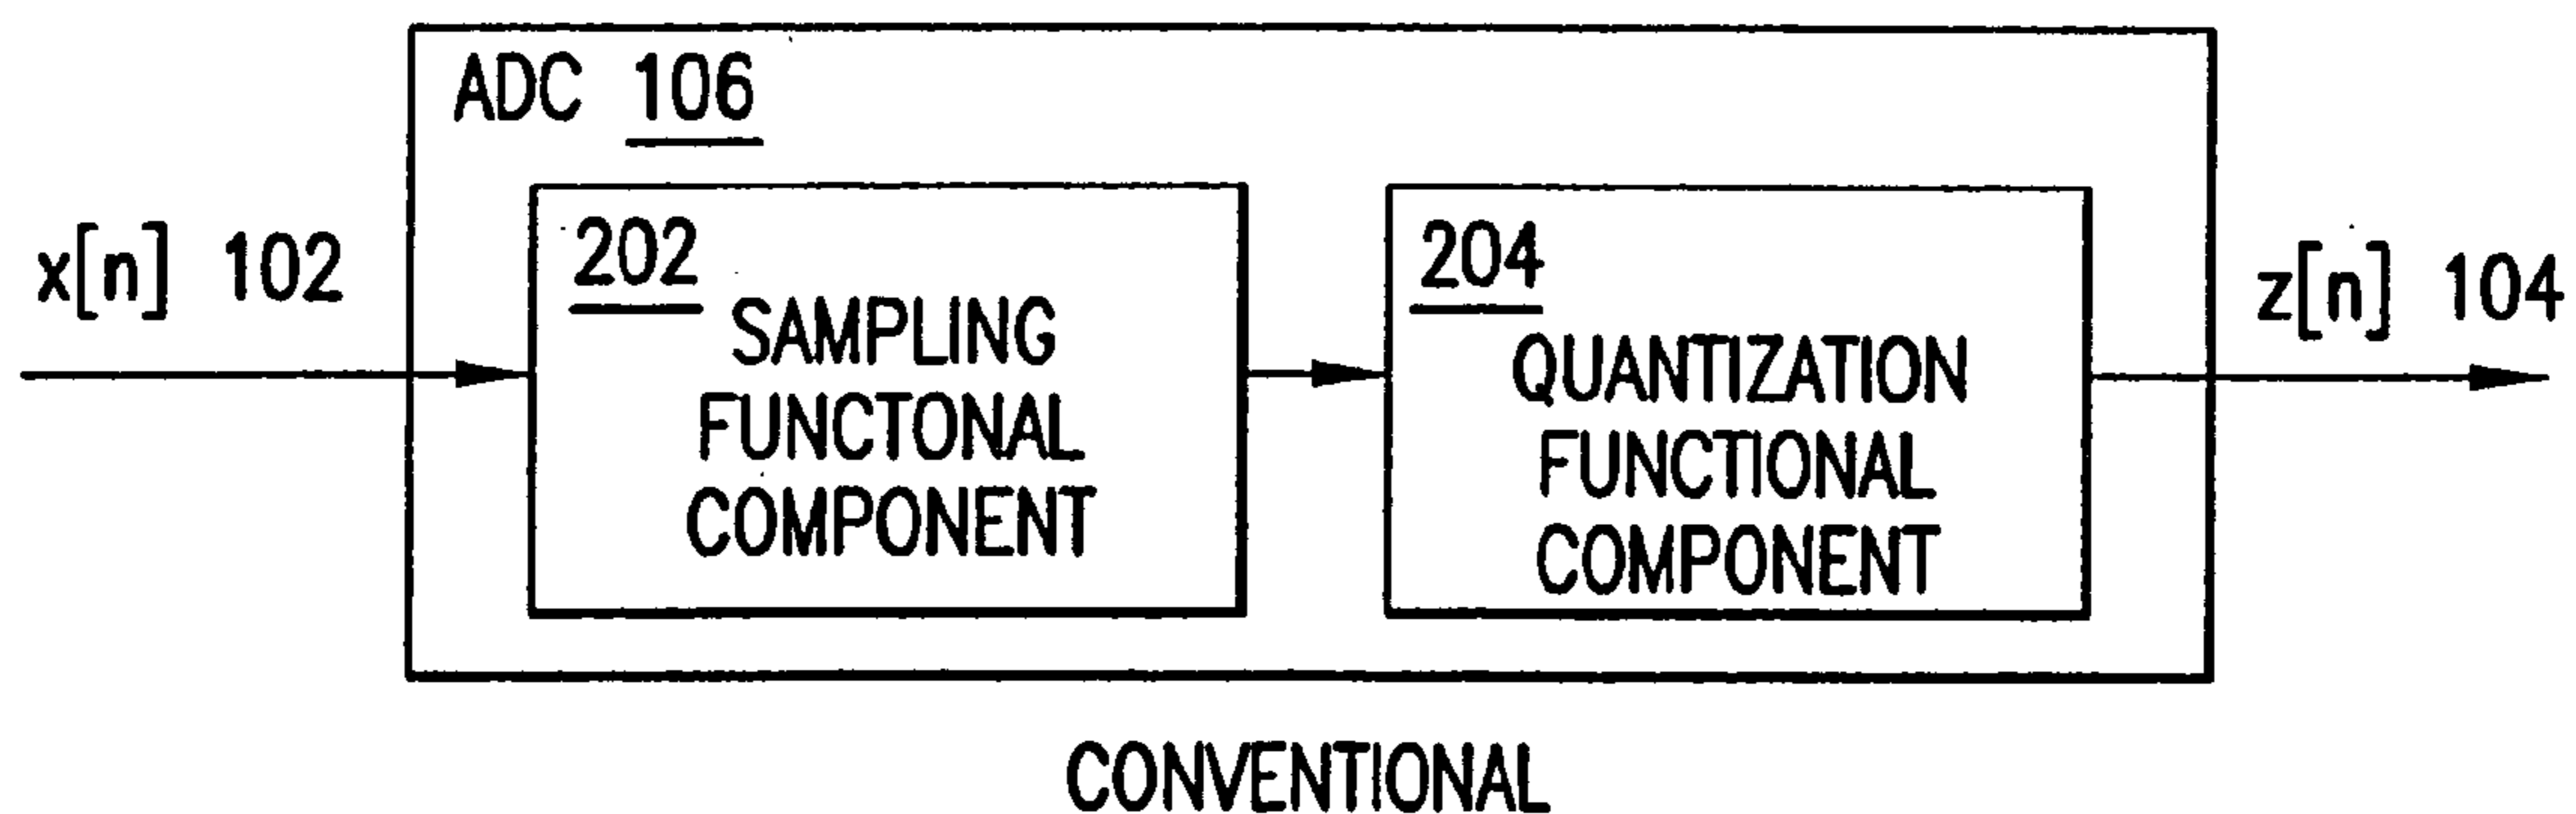 ADC 106
x[n] 102
202
SAMPLING
FUNCTONAL
COMPONENT
204
QUANTIZATION
FUNCTIONAL
COMPONENT
z[n] 104
CONVENTIONAL